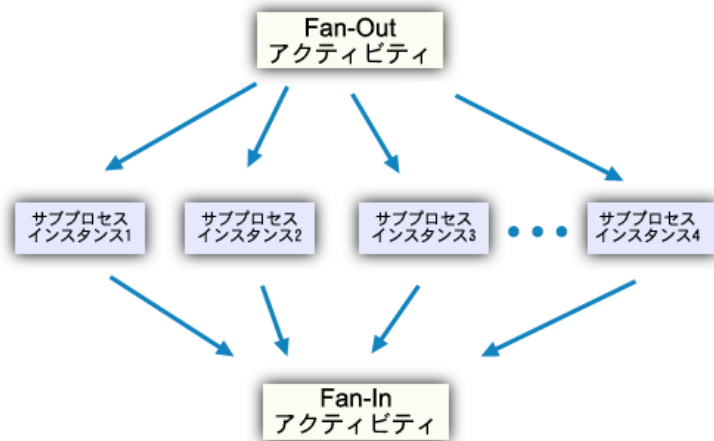 Fan-Out
アクティビティ
サブプロセス
インスタンス1
サブプロセス
インスタンス2
サブプロセス
インスタンス3
サブプロセス
インスタンス4
Fan-In
アクティビティ